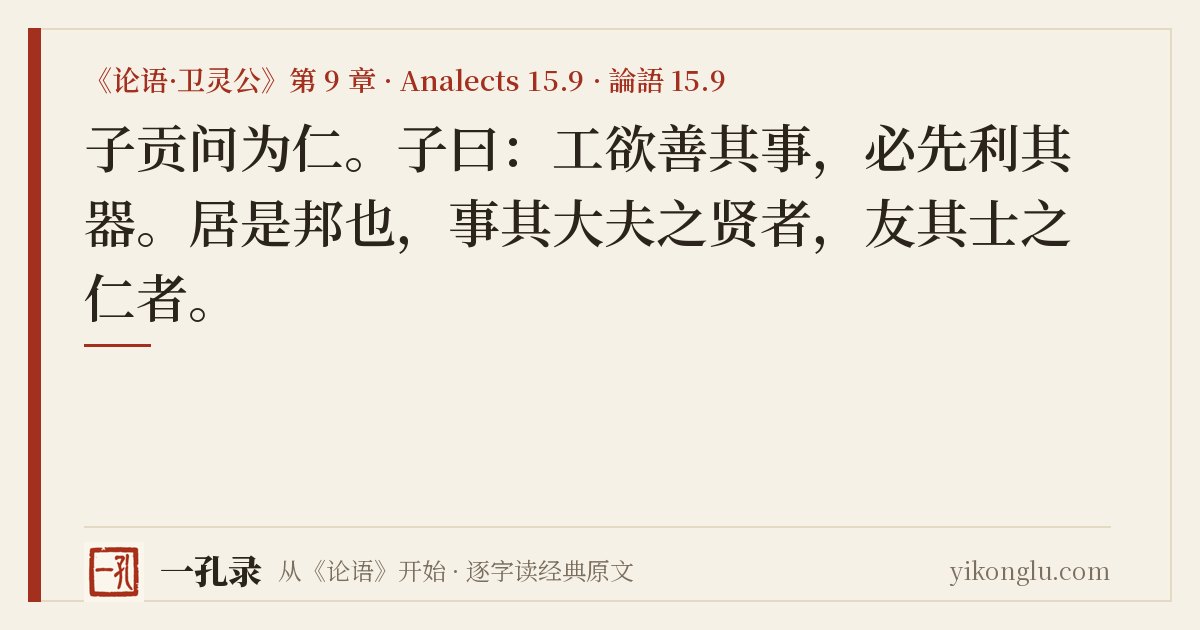 《论语·卫灵公》第 9 章 · Analects 15.9 · 論語 15.9
子贡问为仁。子曰：工欲善其事，必先利其
器。居是邦也，事其大夫之贤者，友其士之
仁者。
一孔
一孔录 从《论语》开始 · 逐字读经典原文 yikonglu.com